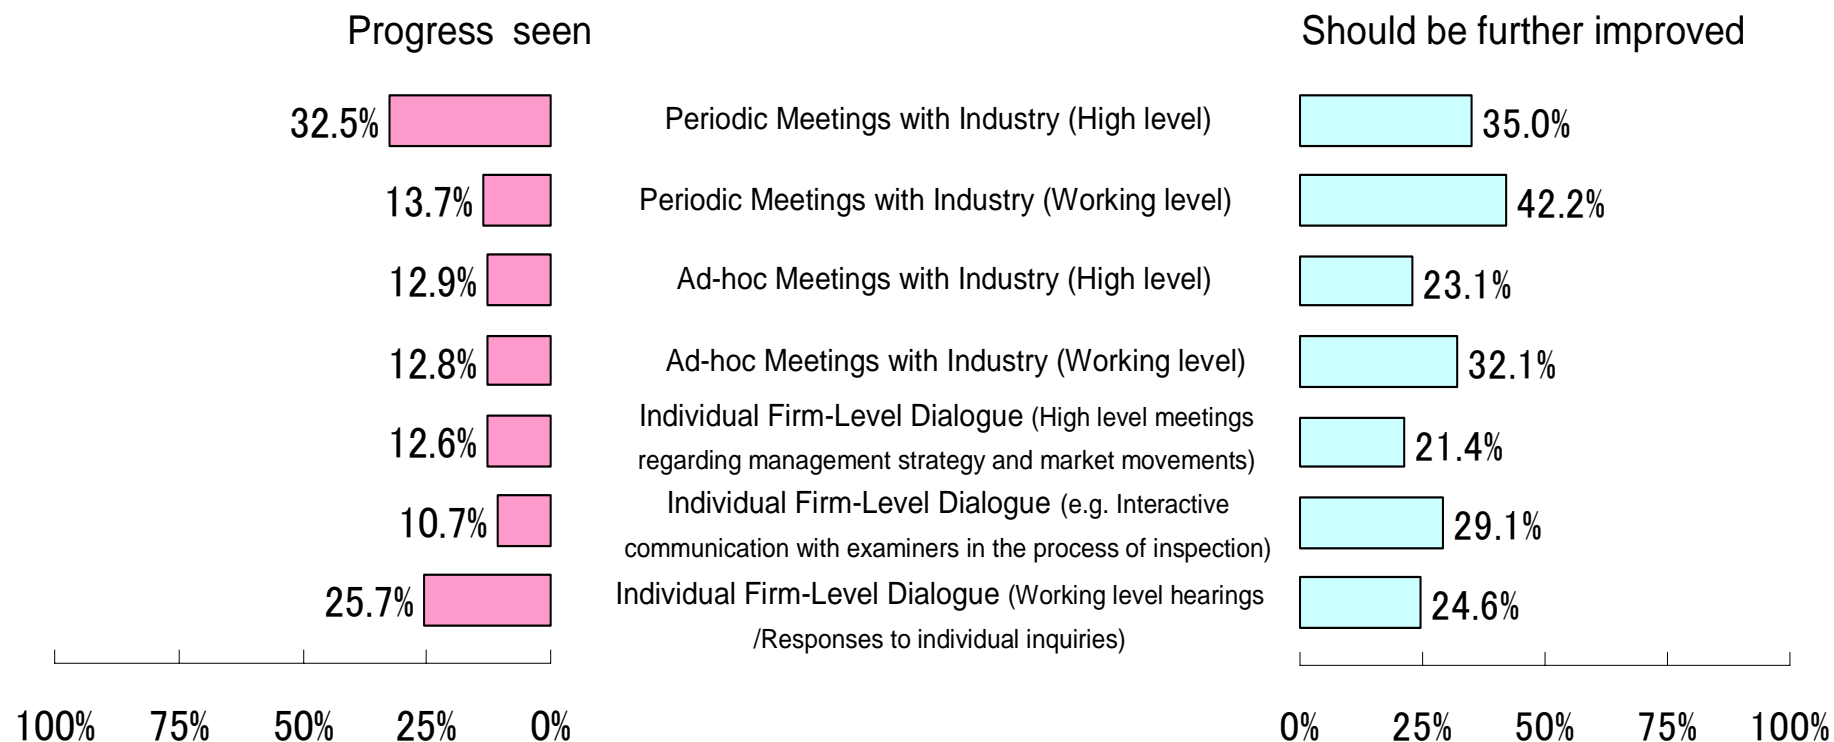 Progress seen
Should be further improved
32.5%
Periodic Meetings with Industry (High level)
35.0%
13.7%
Periodic Meetings with Industry (Working level)
42.2%
12.9%
Ad-hoc Meetings with Industry (High level)
23.1%
12.8%
Ad-hoc Meetings with Industry (Working level)
32.1%
12.6%
Individual Firm-Level Dialogue (High level meetings
regarding management strategy and market movements)
21.4%
10.7%
Individual Firm-Level Dialogue (e.g. Interactive
communication with examiners in the process of inspection)
29.1%
25.7%
Individual Firm-Level Dialogue (Working level hearings
/Responses to individual inquiries)
24.6%
100% 75% 50% 25% 0%
0% 25% 50% 75% 100%